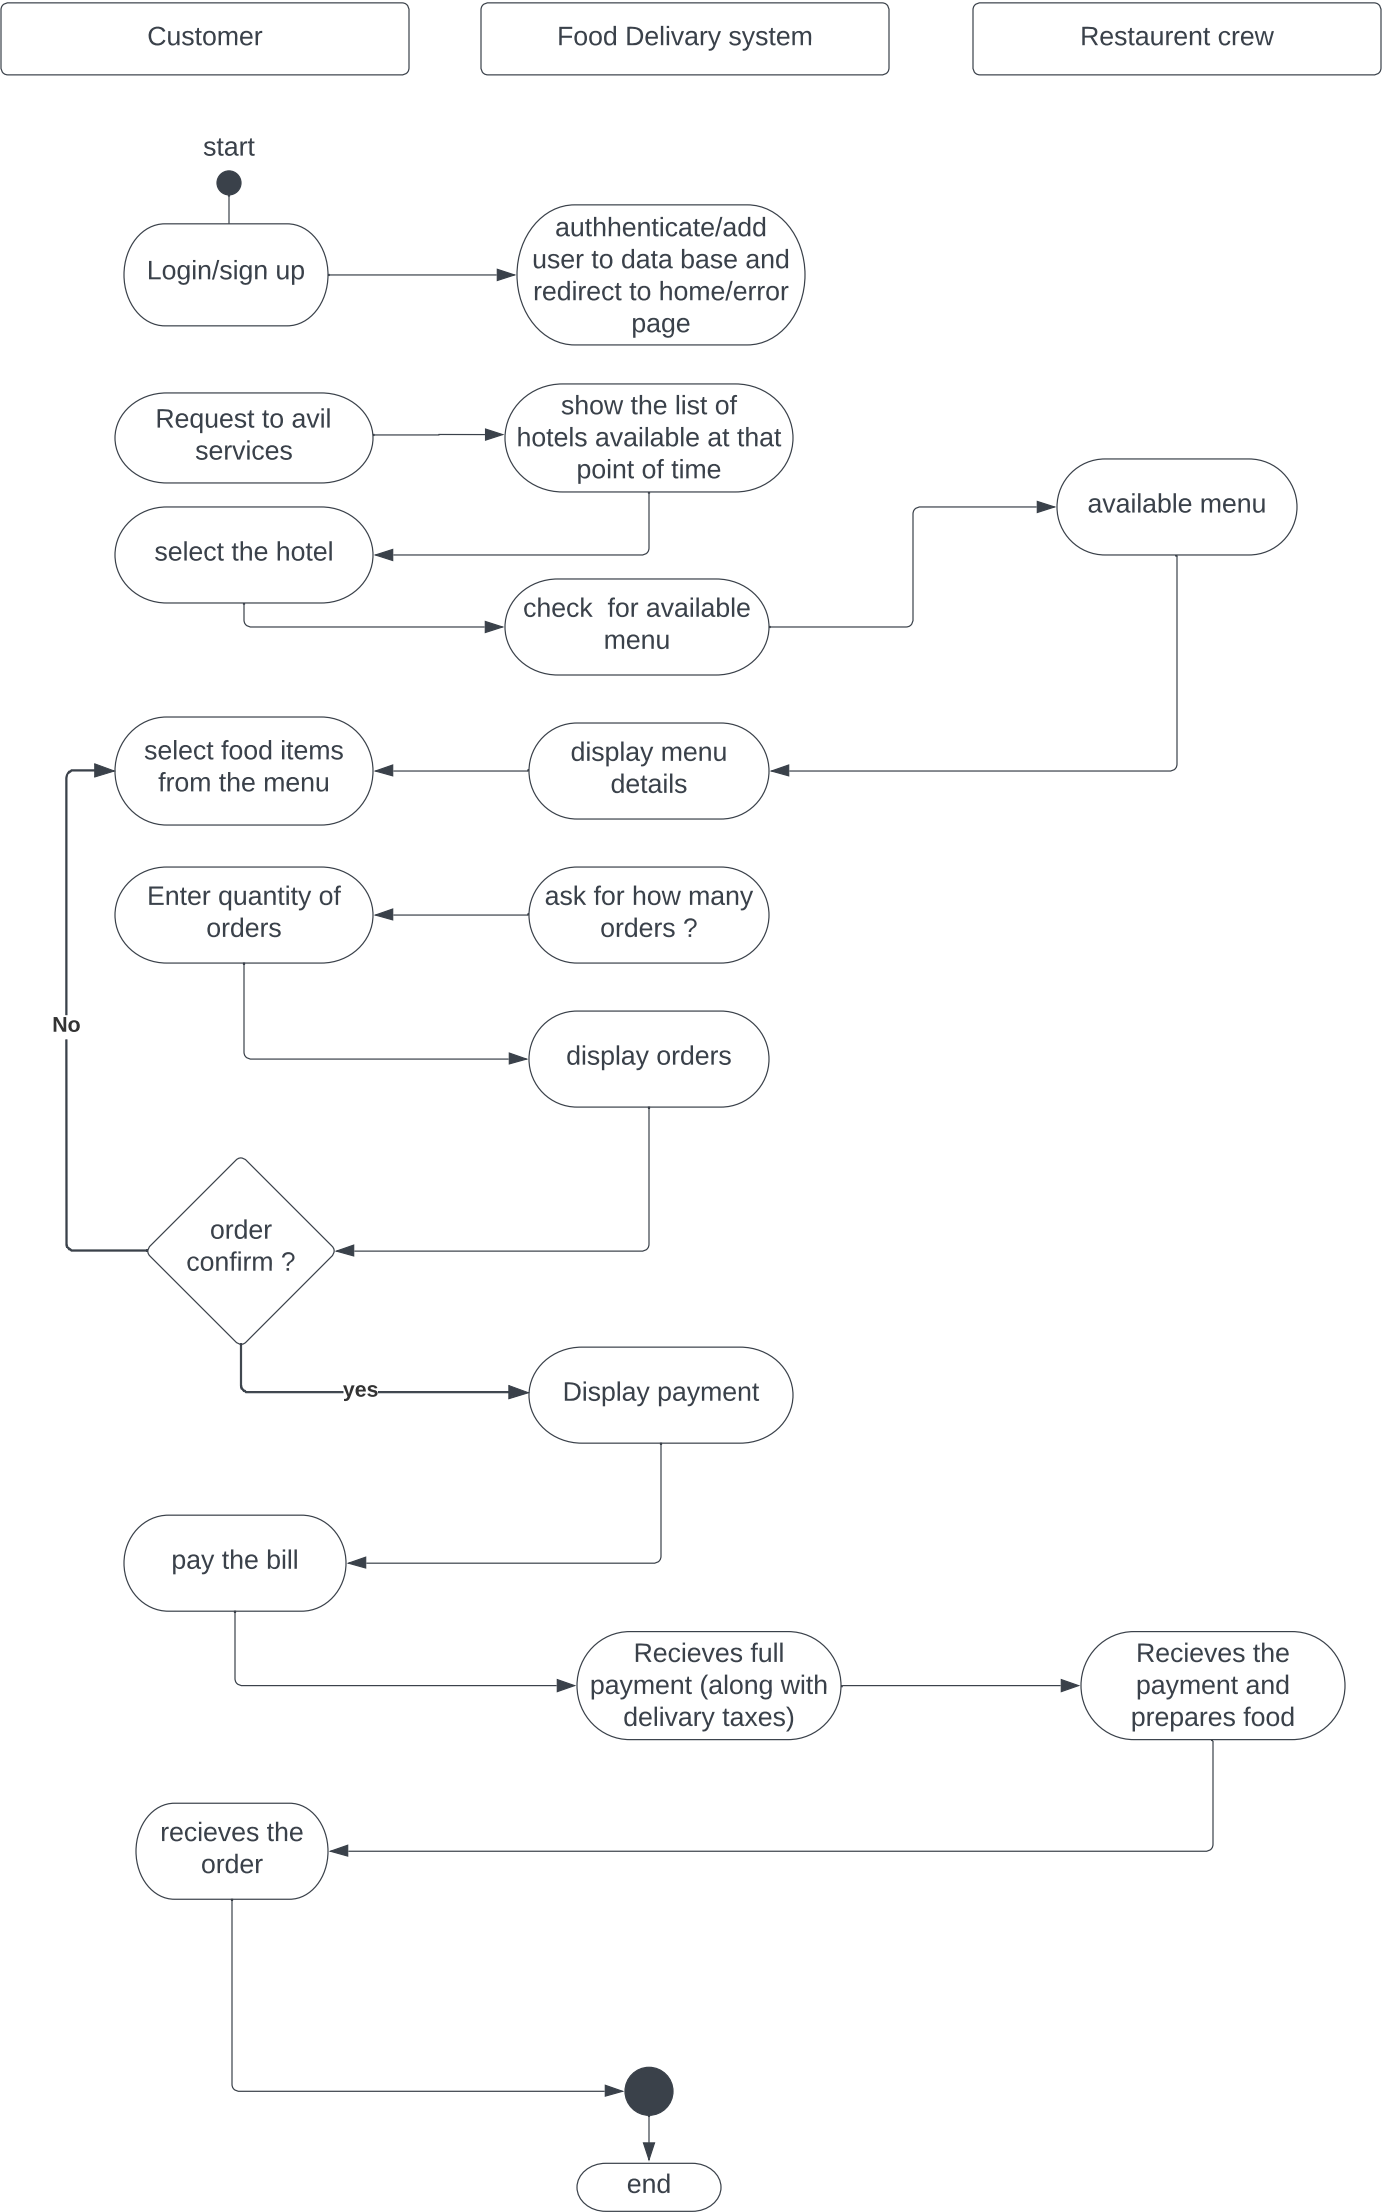 Customer
Food Delivary system
Restaurent crew
start
Login/sign up
authhenticate/add
user to data base and
redirect to home/error
page
Request to avil
services
show the list of
hotels available at that
point of time
available menu
select the hotel
check  for available
menu
select food items
from the menu
display menu
details
Enter quantity of
orders
ask for how many
orders ?
No
display orders
order
confirm ?
yes
Display payment
pay the bill
Recieves full
payment (along with
delivary taxes)
Recieves the
payment and
prepares food
recieves the
order
end